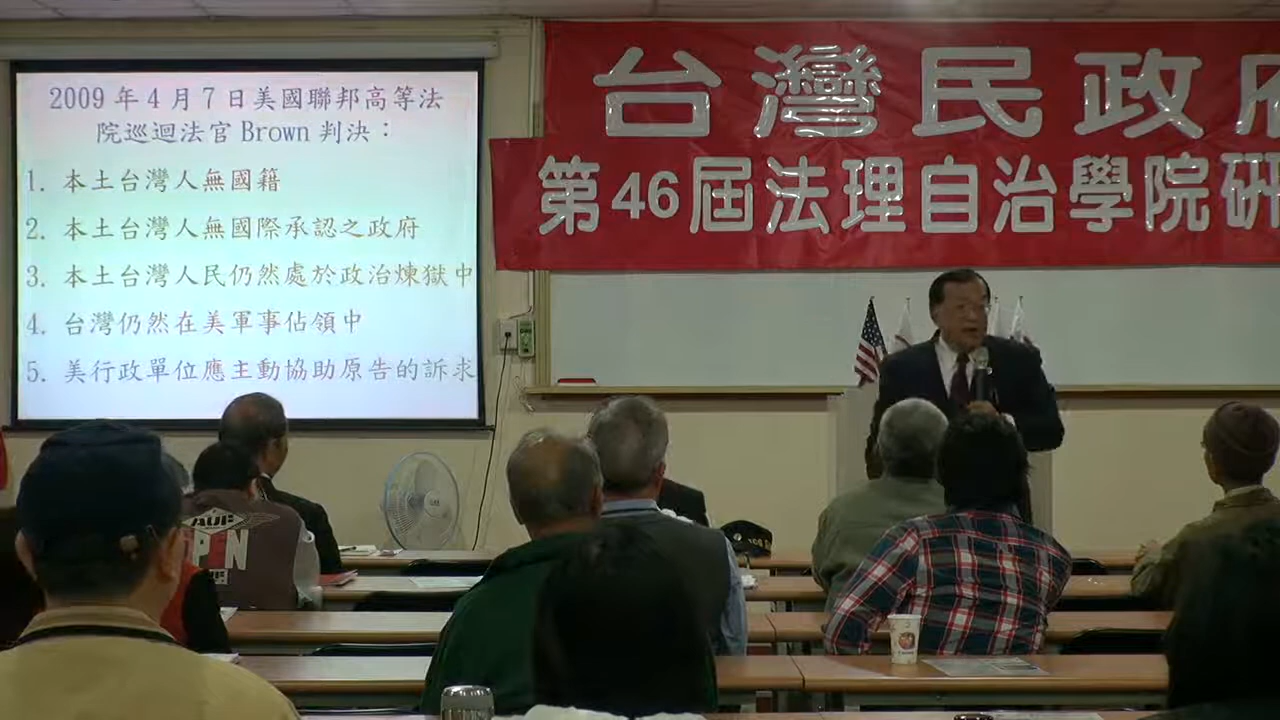 2009 年 4 月 7 日美國聯邦高等法
院巡迴法官 Brown 判決：
1. 本土台灣人無國籍
2. 本土台灣人無國際承認之政府
3. 本土台灣人民仍然處於政治煉獄中
4. 台灣仍然在美軍事佔領中
5. 美行政單位應主動協助原告的訴求
台灣民政府
第46屆法理自治學院研